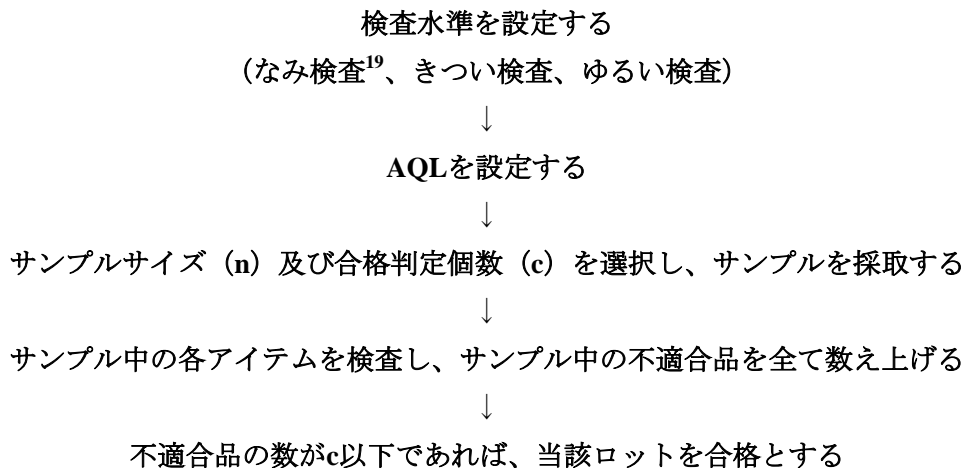 検査水準を設定する
（なみ検査19、きつい検査、ゆるい検査）
↓
AQLを設定する
↓
サンプルサイズ（n）及び合格判定個数（c）を選択し、サンプルを採取する
↓
サンプル中の各アイテムを検査し、サンプル中の不適合品を全て数え上げる
↓
不適合品の数がc以下であれば、当該ロットを合格とする